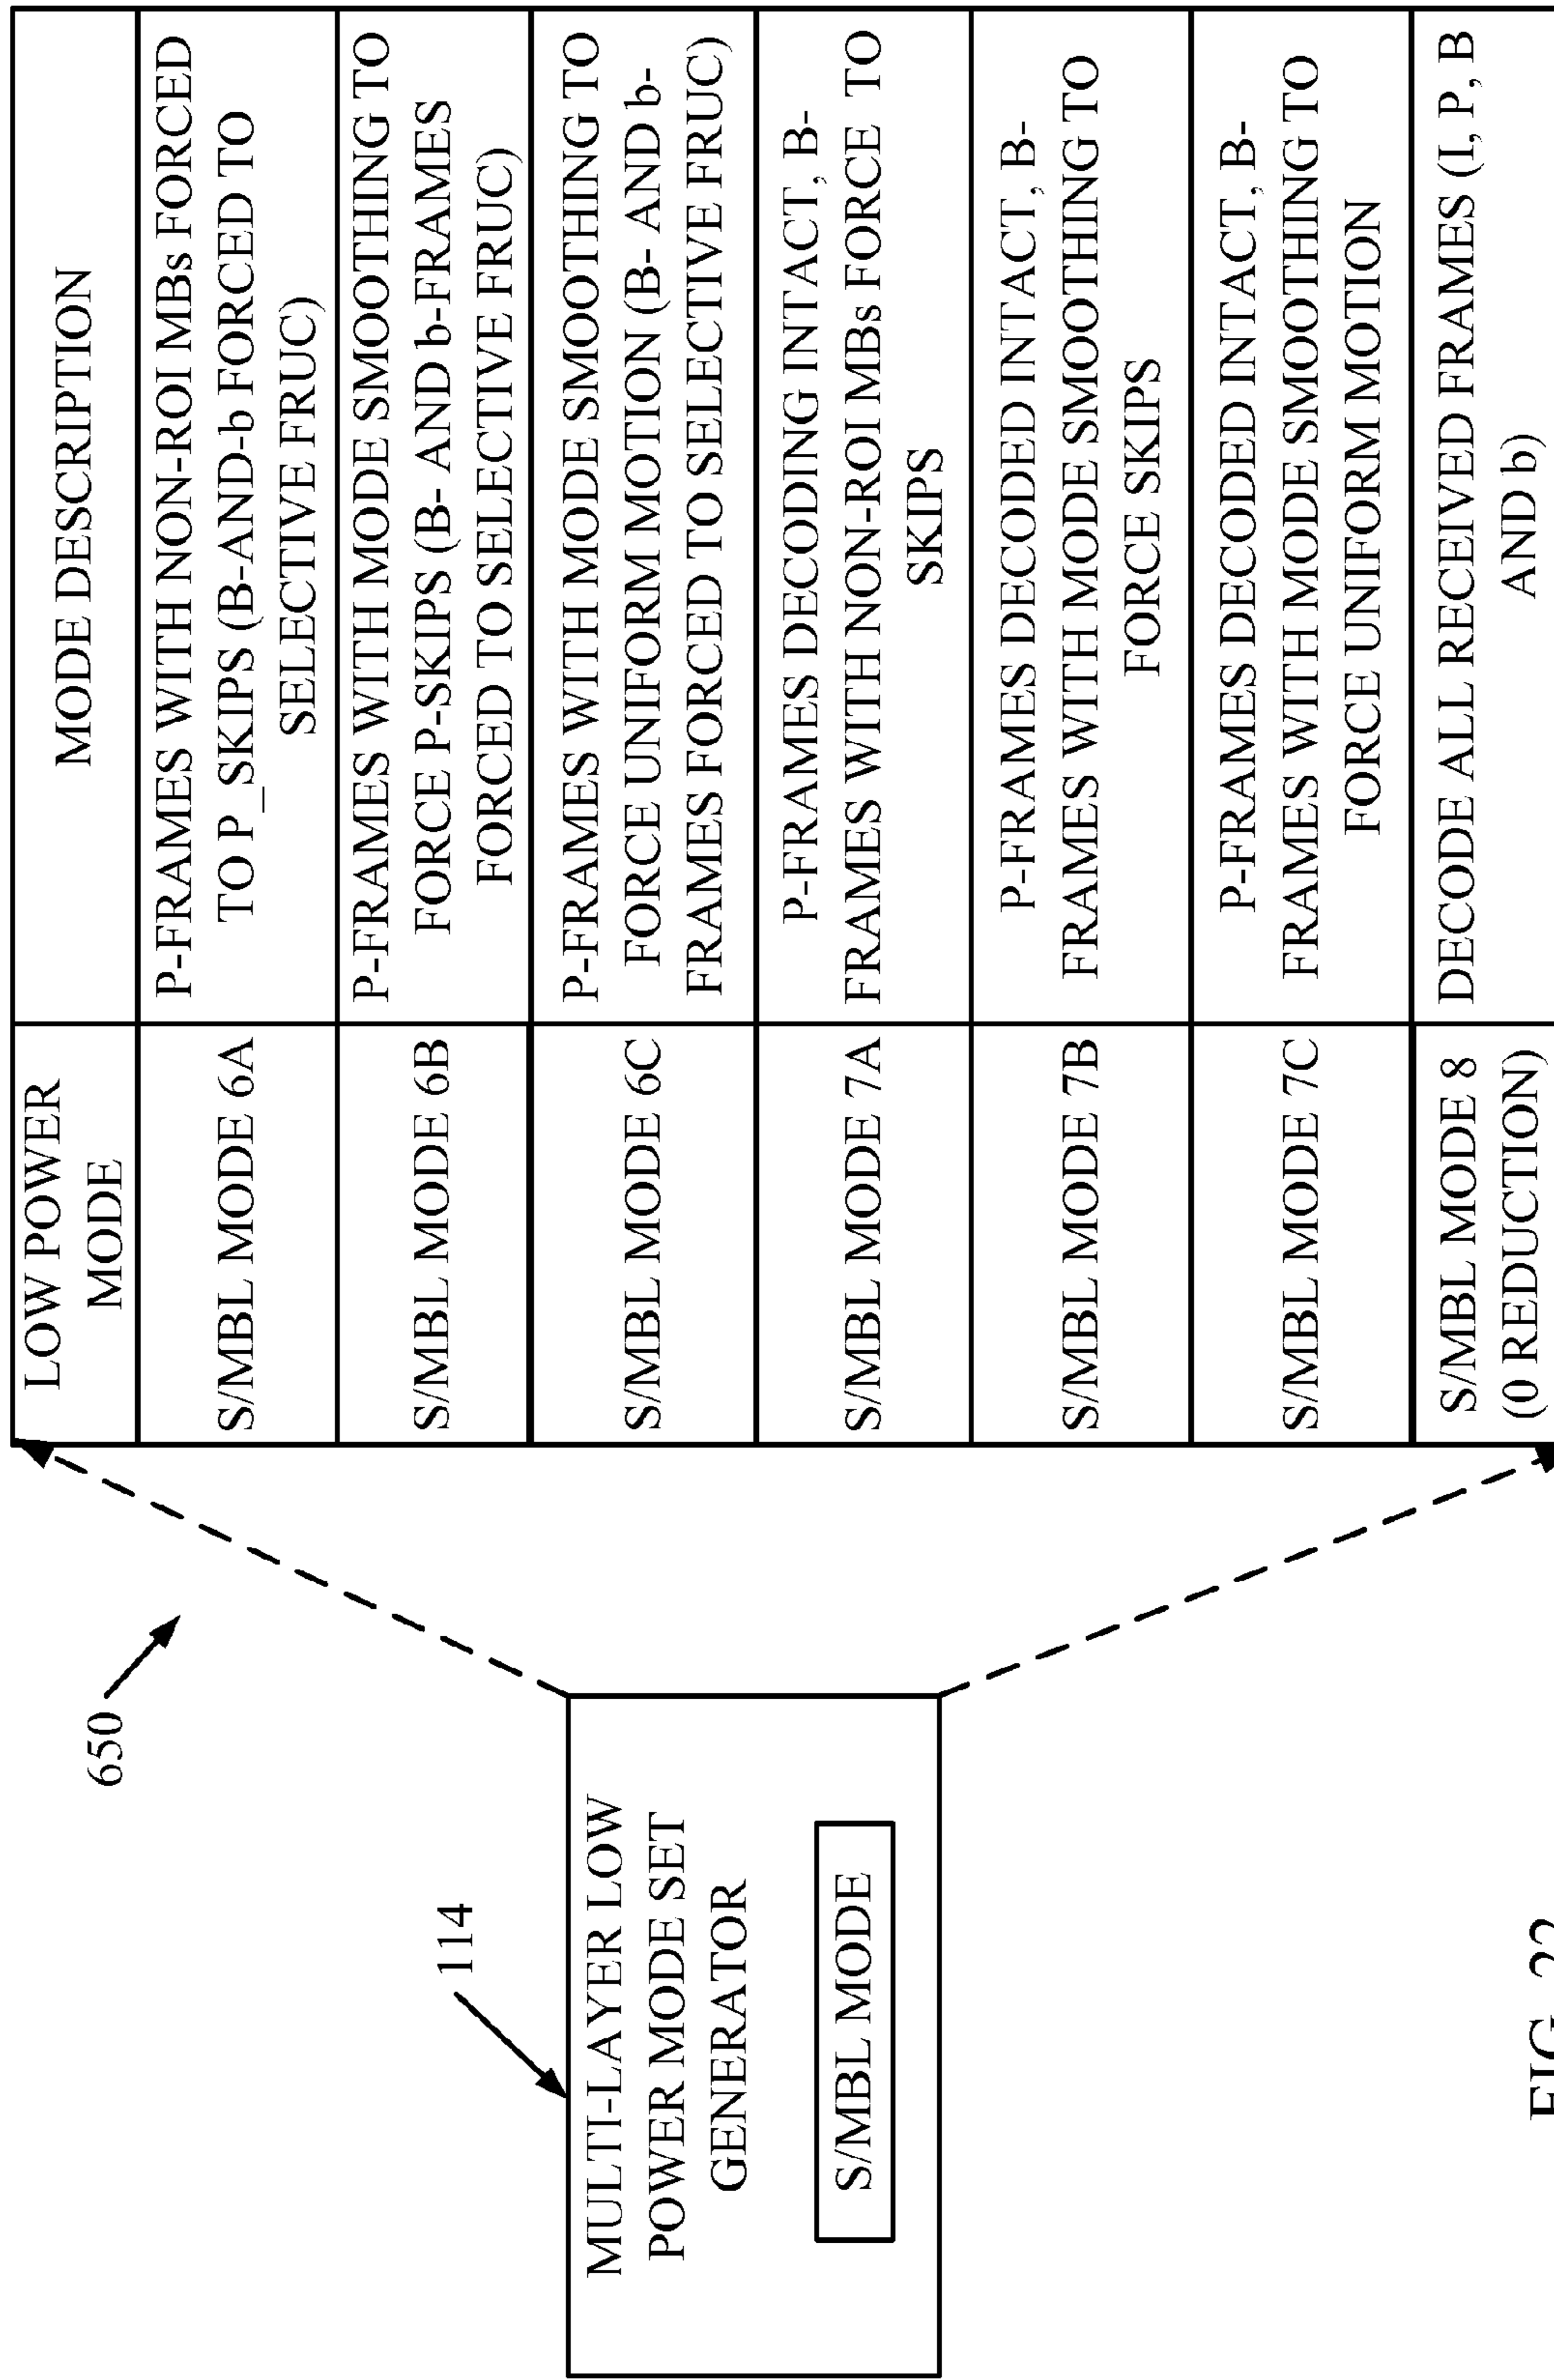 650
114
MULTI-LAYER LOW
POWER MODE SET
GENERATOR
S/MBL MODE
LOW POWER
MODE
MODE DESCRIPTION
S/MBL MODE 6A
P-FRAMES WITH NON-ROI MBs FORCED
TO P_SKIPS (B-AND-b FORCED TO
SELECTIVE FRUC)
S/MBL MODE 6B
P-FRAMES WITH MODE SMOOTHING TO
FORCE P-SKIPS (B- AND b-FRAMES
FORCED TO SELECTIVE FRUC)
S/MBL MODE 6C
P-FRAMES WITH MODE SMOOTHING TO
FORCE UNIFORM MOTION (B- AND b-
FRAMES FORCED TO SELECTIVE FRUC)
S/MBL MODE 7A
P-FRAMES DECODING INTACT, B-
FRAMES WITH NON-ROI MBs FORCE TO
SKIPS
S/MBL MODE 7B
P-FRAMES DECODED INTACT, B-
FRAMES WITH MODE SMOOTHING TO
FORCE SKIPS
S/MBL MODE 7C
P-FRAMES DECODED INTACT, B-
FRAMES WITH MODE SMOOTHING TO
FORCE UNIFORM MOTION
S/MBL MODE 8
(0 REDUCTION)
DECODE ALL RECEIVED FRAMES (I, P, B
AND b)
FIG. 22